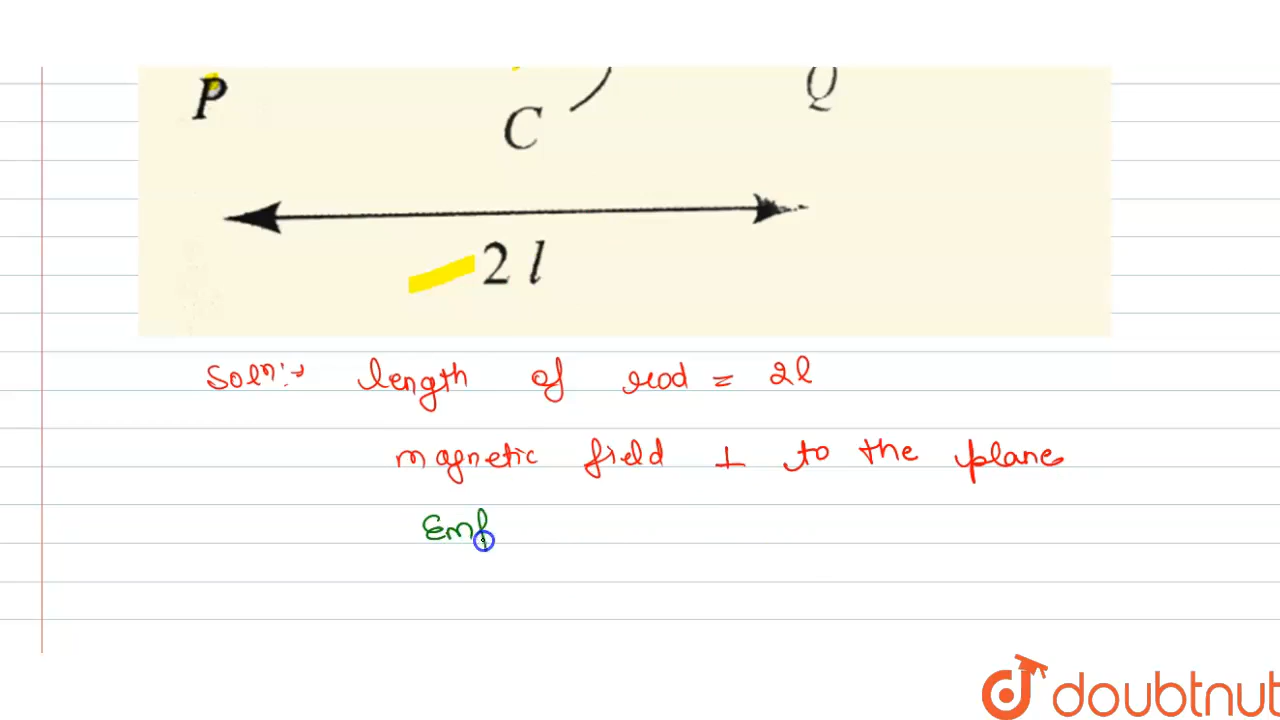 P C Q
2 l
Soln:→ length of rod = 2l
magnetic field ⊥ to the plane
Emf
doubtnut